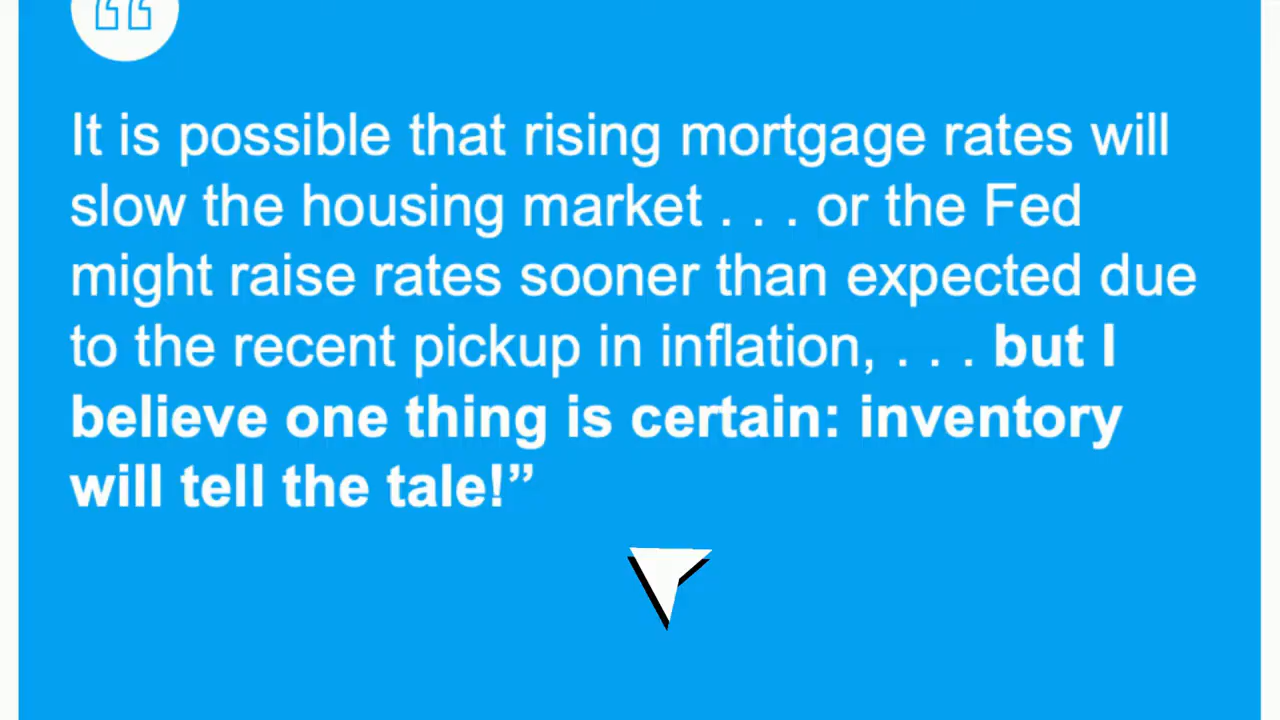 It is possible that rising mortgage rates will
slow the housing market . . . or the Fed
might raise rates sooner than expected due
to the recent pickup in inflation, . . . but I
believe one thing is certain: inventory
will tell the tale!”